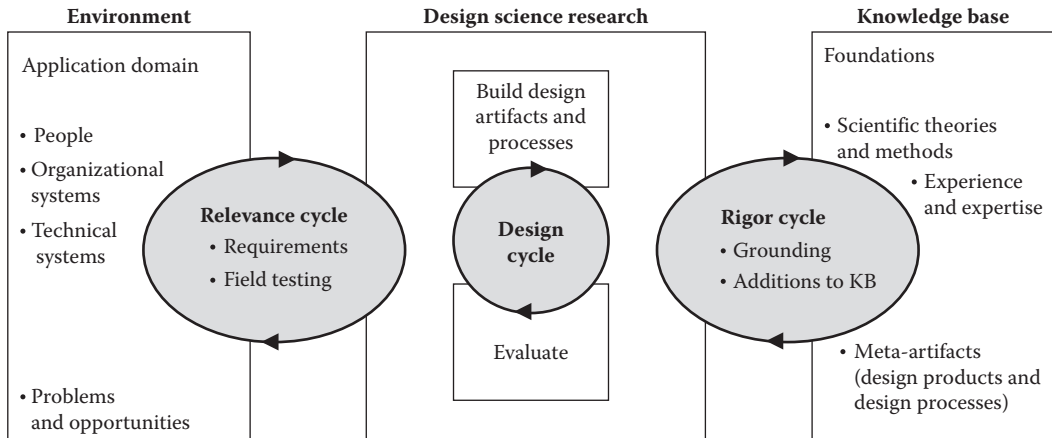 Environment
Design science research
Knowledge base
Application domain
• People
• Organizational
systems
• Technical
systems
• Problems
and opportunities
Relevance cycle
• Requirements
• Field testing
Build design
artifacts and
processes
Design
cycle
Evaluate
Rigor cycle
• Grounding
• Additions to KB
Foundations
• Scientific theories
and methods
• Experience
and expertise
• Meta-artifacts
(design products and
design processes)